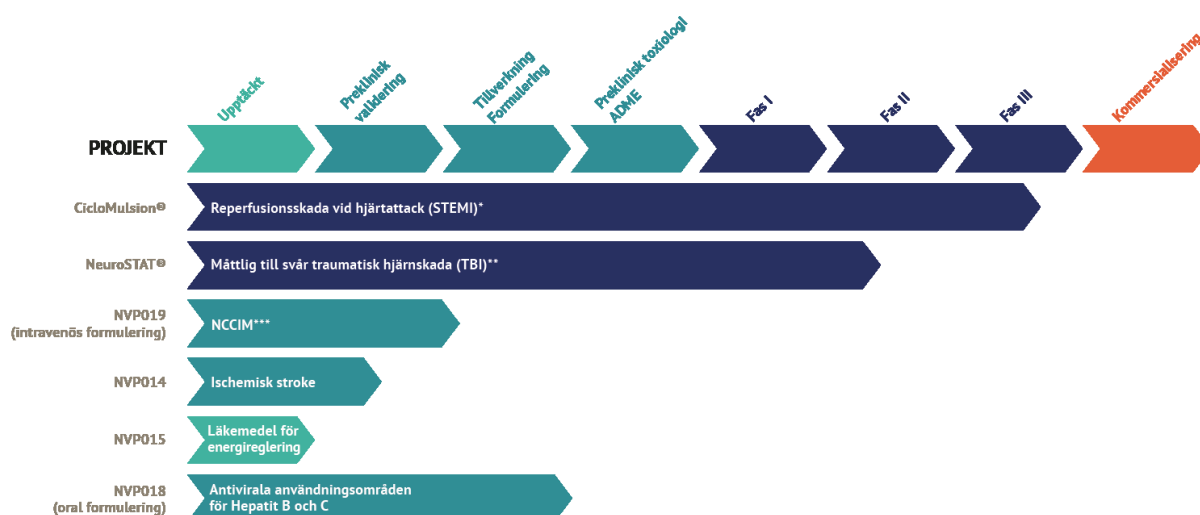 Upptäckt
Preklinisk
validering
Tillverkning
Formulering
Preklinisk toxiologi
ADME
Fas I
Fas II
Fas III
Kommersialisering
PROJEKT
CicloMulsion®
Reperfusionsskada vid hjärtattack (STEMI)*
NeuroSTAT®
Måttlig till svår traumatisk hjärnskada (TBI)**
NVP019
(intravenös formulering)
NCCIM***
NVP014
Ischemisk stroke
NVP015
Läkemedel för
energireglering
NVP018
(oral formulering)
Antivirala användningsområden
för Hepatit B och C